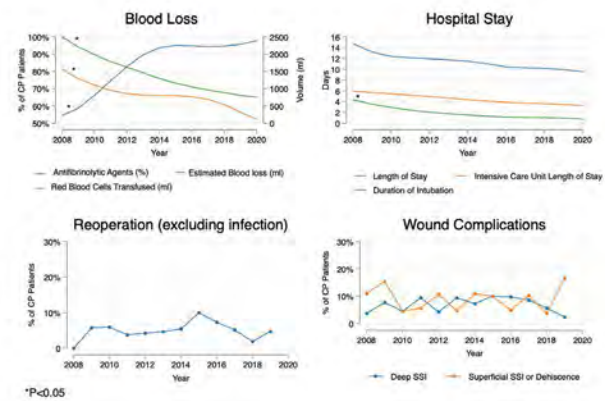 Blood Loss
100%
90%
80%
70%
60%
50%
% of CP Patients
2500
2000
1500
1000
500
0
Volume (ml)
2008 2010 2012 2014 2016 2018 2020
Year
Antifibrinolytic Agents (%)
Estimated Blood loss (ml)
Red Blood Cells Transfused (ml)
Hospital Stay
16
14
12
10
8
6
4
2
0
Days
2008 2010 2012 2014 2016 2018 2020
Year
Length of Stay
Intensive Care Unit Length of Stay
Duration of Intubation
Reoperation (excluding infection)
30%
20%
10%
0%
% of CP Patients
2008 2010 2012 2014 2016 2018 2020
Year
Wound Complications
30%
20%
10%
0%
% of CP Patients
2008 2010 2012 2014 2016 2018 2020
Year
Deep SSI
Superficial SSI or Dehiscence
*P<0.05